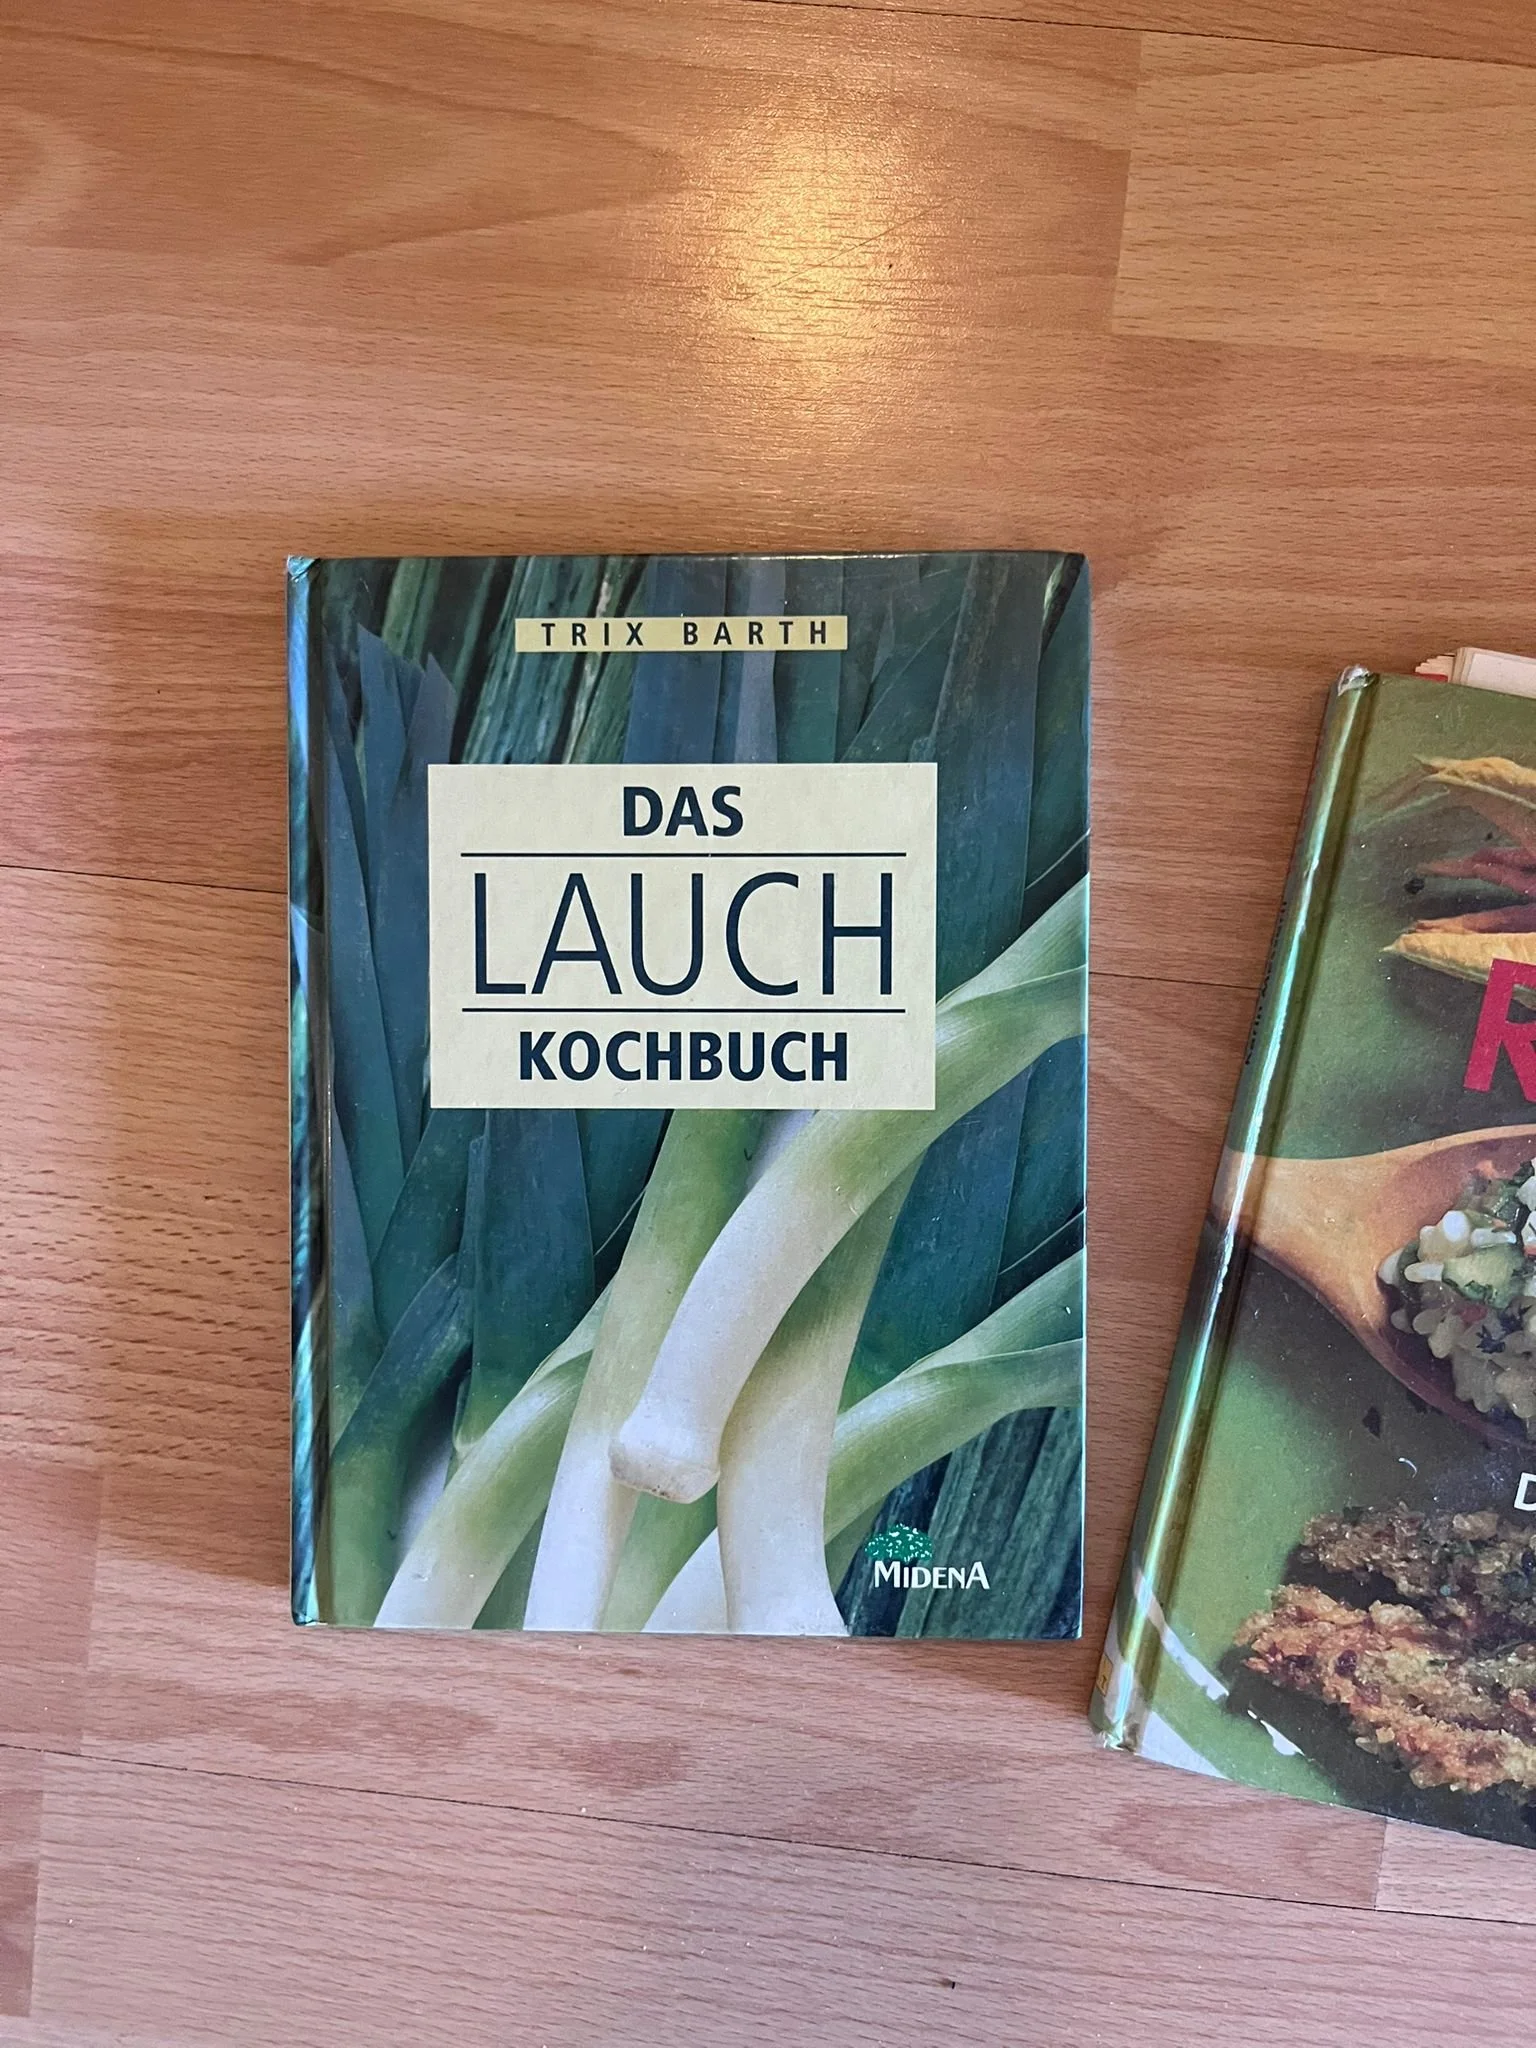 TRIX BARTH
DAS
LAUCH
KOCHBUCH
MIDENA
R
D